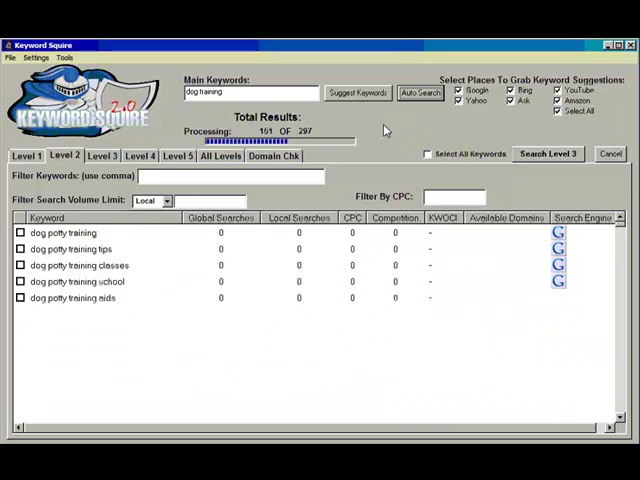 Keyword Squire
File Settings Tools
Main Keywords:
dog training
Suggest Keywords
Auto Search
Select Places To Grab Keyword Suggestions:
Google Bing YouTube
Yahoo Ask Amazon
Select All
KEYWORD SQUIRE 2.0
Total Results:
Processing: 151 OF 297
Level 1 Level 2 Level 3 Level 4 Level 5 All Levels Domain Chk
Select All Keywords
Search Level 3
Cancel
Filter Keywords: (use comma)
Filter Search Volume Limit: Local
Filter By CPC:
Keyword Global Searches Local Searches CPC Competition KWOCI Available Domains Search Engine
dog potty training 0 0 0 0 - G
dog potty training tips 0 0 0 0 - G
dog potty training classes 0 0 0 0 - G
dog potty training school 0 0 0 0 - G
dog potty training aids 0 0 0 0 -